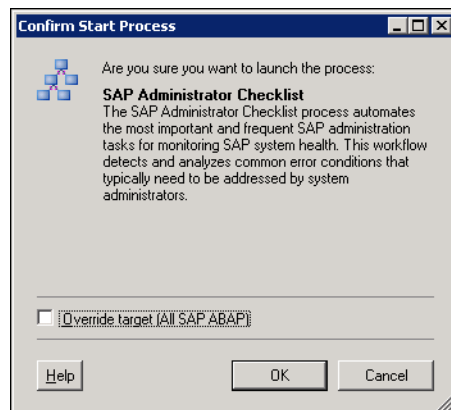 Confirm Start Process
Are you sure you want to launch the process:
SAP Administrator Checklist
The SAP Administrator Checklist process automates
the most important and frequent SAP administration
tasks for monitoring SAP system health. This workflow
detects and analyzes common error conditions that
typically need to be addressed by system
administrators.
Override target (All SAP ABAP)
Help OK Cancel